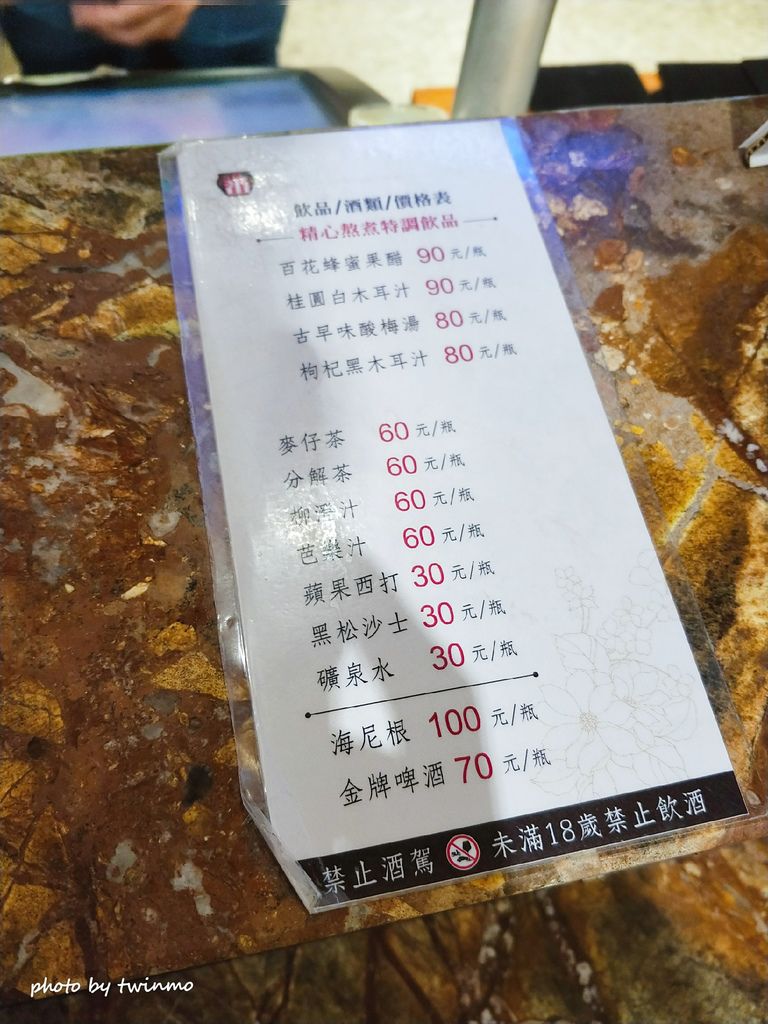 飲品/酒類/價格表
精心熬煮特調飲品
百花蜂蜜果醋 90 元/瓶
桂圓白木耳汁 90 元/瓶
古早味酸梅湯 80 元/瓶
枸杞黑木耳汁 80 元/瓶
麥仔茶 60 元/瓶
分解茶 60 元/瓶
柳澄汁 60 元/瓶
芭樂汁 60 元/瓶
蘋果西打 30 元/瓶
黑松沙士 30 元/瓶
礦泉水 30 元/瓶
海尼根 100 元/瓶
金牌啤酒 70 元/瓶
禁止酒駕 未滿18歲禁止飲酒
photo by twinmo